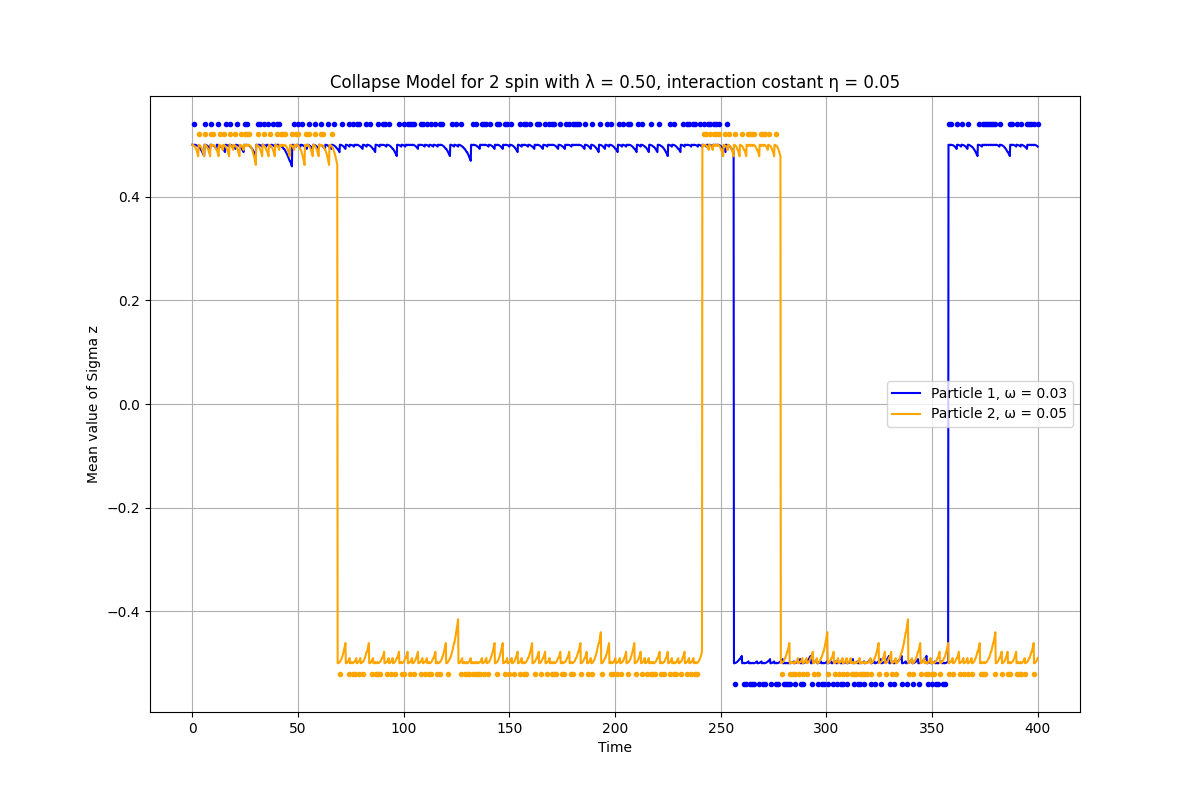 Collapse Model for 2 spin with λ = 0.50, interaction costant η = 0.05
Mean value of Sigma z
0.4
0.2
0.0
−0.2
−0.4
Particle 1, ω = 0.03
Particle 2, ω = 0.05
0 50 100 150 200 250 300 350 400
Time